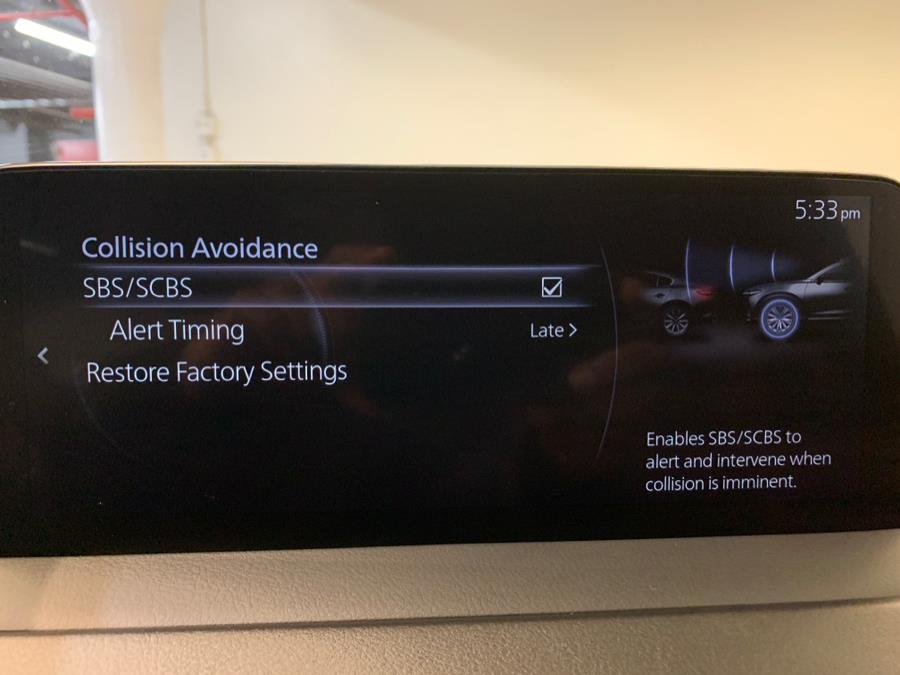 5:33 pm
Collision Avoidance
SBS/SCBS
Alert Timing Late >
Restore Factory Settings
Enables SBS/SCBS to
alert and intervene when
collision is imminent.